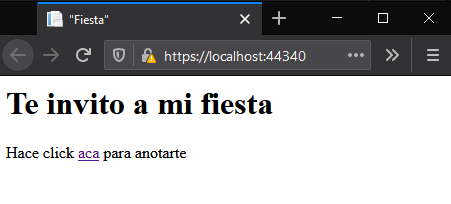 "Fiesta"
https://localhost:44340
Te invito a mi fiesta
Hace click aca para anotarte